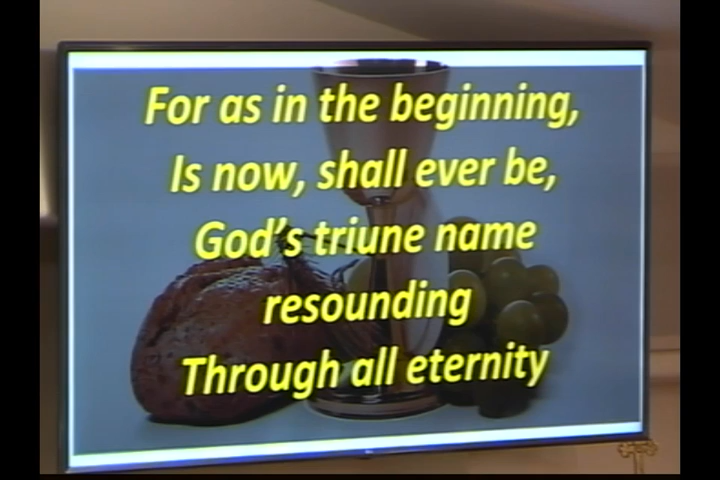 For as in the beginning,
Is now, shall ever be,
God's triune name
resounding
Through all eternity